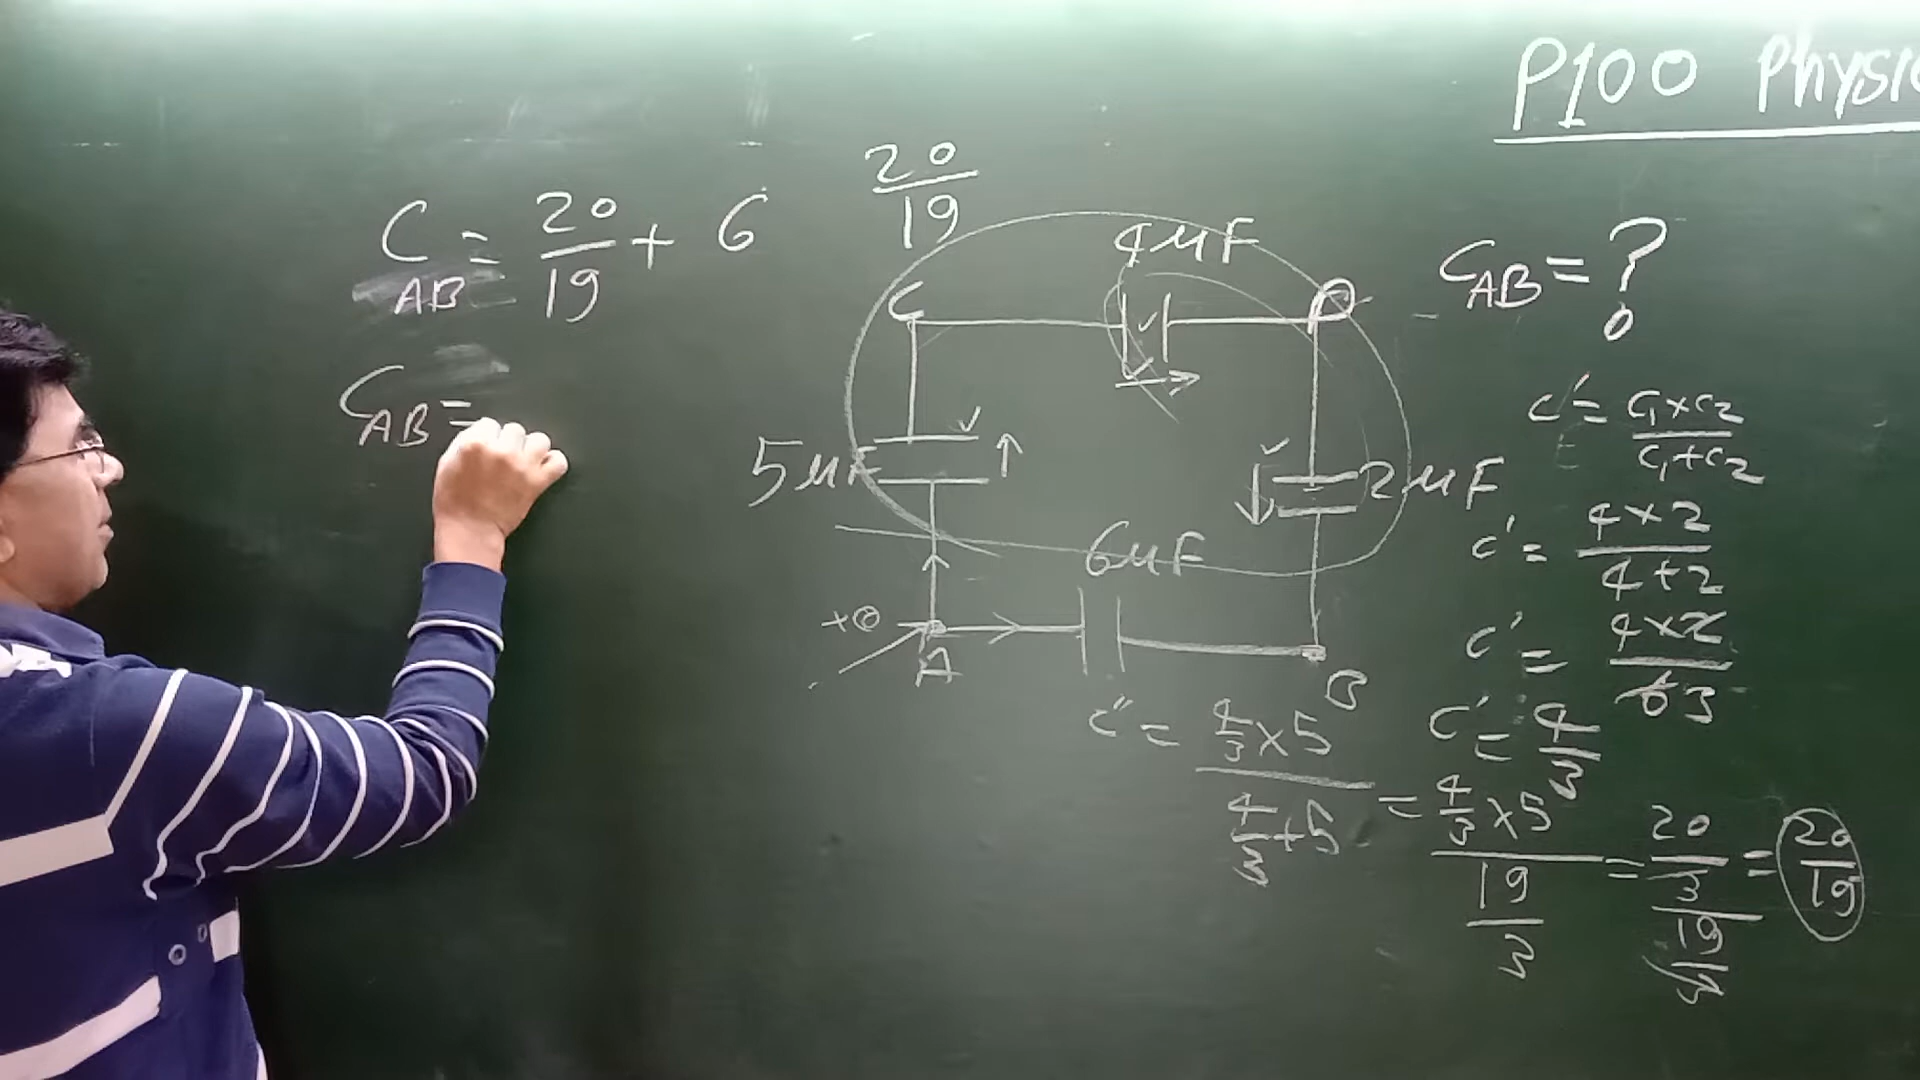 P100 Physic
C_AB = 20/19 + 6
C_AB =
20/19
4μF
C
D
5μF
2μF
6μF
+⊕
A
B
C_AB = ?
C' = C₁×C₂/C₁+C₂
C' = 4×2/4+2
C' = 4×2/6 3
C' = 4/3
C'' = 4/3×5 / 4/3+5 = 4/3×5 / 19/3 = 20/3 / 19/3 = 20/19